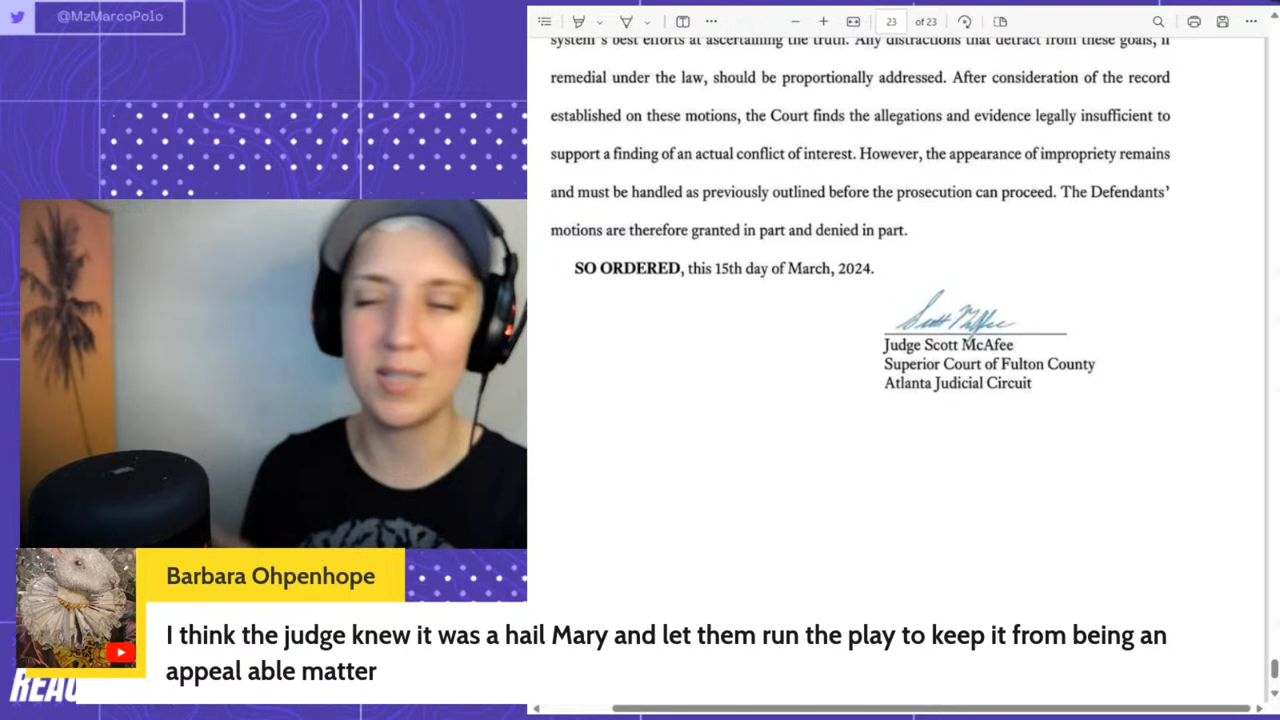 @MzMarcoPolo
23 of 23
system's best efforts at ascertaining the truth. Any distractions that detract from these goals, if
remedial under the law, should be proportionally addressed. After consideration of the record
established on these motions, the Court finds the allegations and evidence legally insufficient to
support a finding of an actual conflict of interest. However, the appearance of impropriety remains
and must be handled as previously outlined before the prosecution can proceed. The Defendants'
motions are therefore granted in part and denied in part.
SO ORDERED, this 15th day of March, 2024.
Scott McAfee
Judge Scott McAfee
Superior Court of Fulton County
Atlanta Judicial Circuit
Barbara Ohpenhope
I think the judge knew it was a hail Mary and let them run the play to keep it from being an
appeal able matter